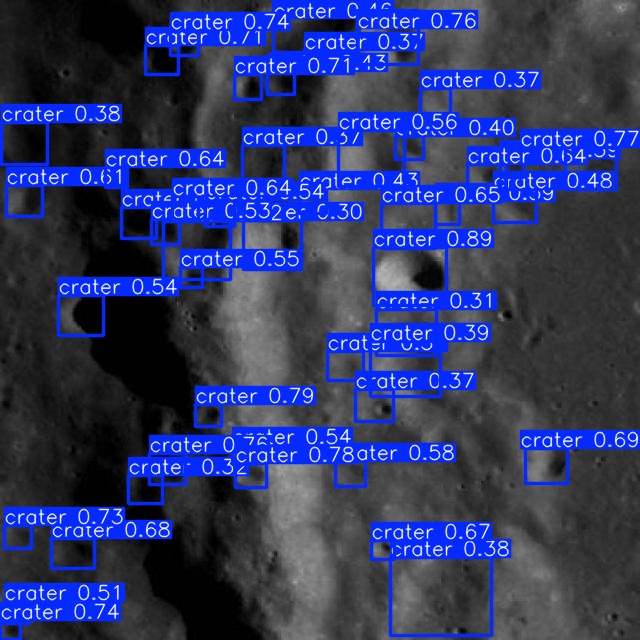 crater 0.46
crater 0.74
crater 0.76
crater 0.71
crater 0.37
crater 0.71
crater 0.37
crater 0.38
crater 0.56
0.40
crater 0.77
crater 0.64
crater 0.64
crater 0.61
crater 0.43
crater 0.48
crater 0.64
crater 0.65
crater 0.53
0.30
crater 0.89
crater 0.55
crater 0.54
crater 0.31
crater 0.39
crater 0.37
crater 0.79
crater 0.54
crater 0.69
crater 0.78
0.58
crater 0.32
crater 0.73
crater 0.68
crater 0.67
crater 0.38
crater 0.51
crater 0.74